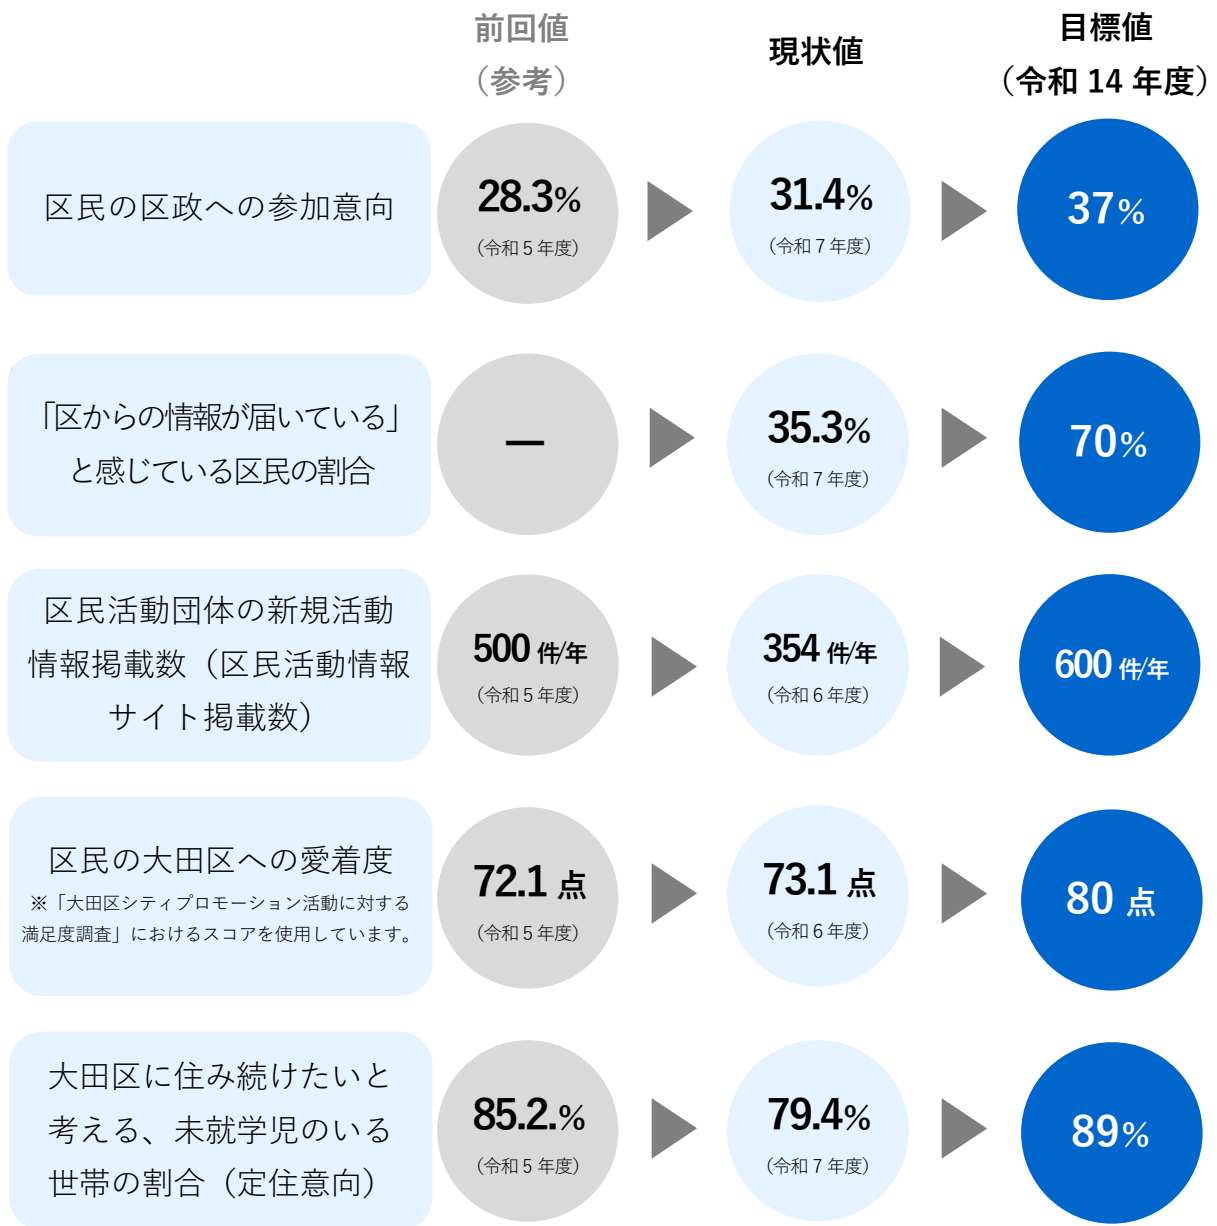 前回値
（参考）
現状値
目標値
（令和 14 年度）
区民の区政への参加意向
28.3%
（令和 5 年度）
31.4%
（令和 7 年度）
37%
「区からの情報が届いている」
と感じている区民の割合
—
35.3%
（令和 7 年度）
70%
区民活動団体の新規活動
情報掲載数（区民活動情報
サイト掲載数）
500 件/年
（令和 5 年度）
354 件/年
（令和 6 年度）
600 件/年
区民の大田区への愛着度
※「大田区シティプロモーション活動に対する
満足度調査」におけるスコアを使用しています。
72.1 点
（令和 5 年度）
73.1 点
（令和 6 年度）
80 点
大田区に住み続けたいと
考える、未就学児のいる
世帯の割合（定住意向）
85.2.%
（令和 5 年度）
79.4%
（令和 7 年度）
89%